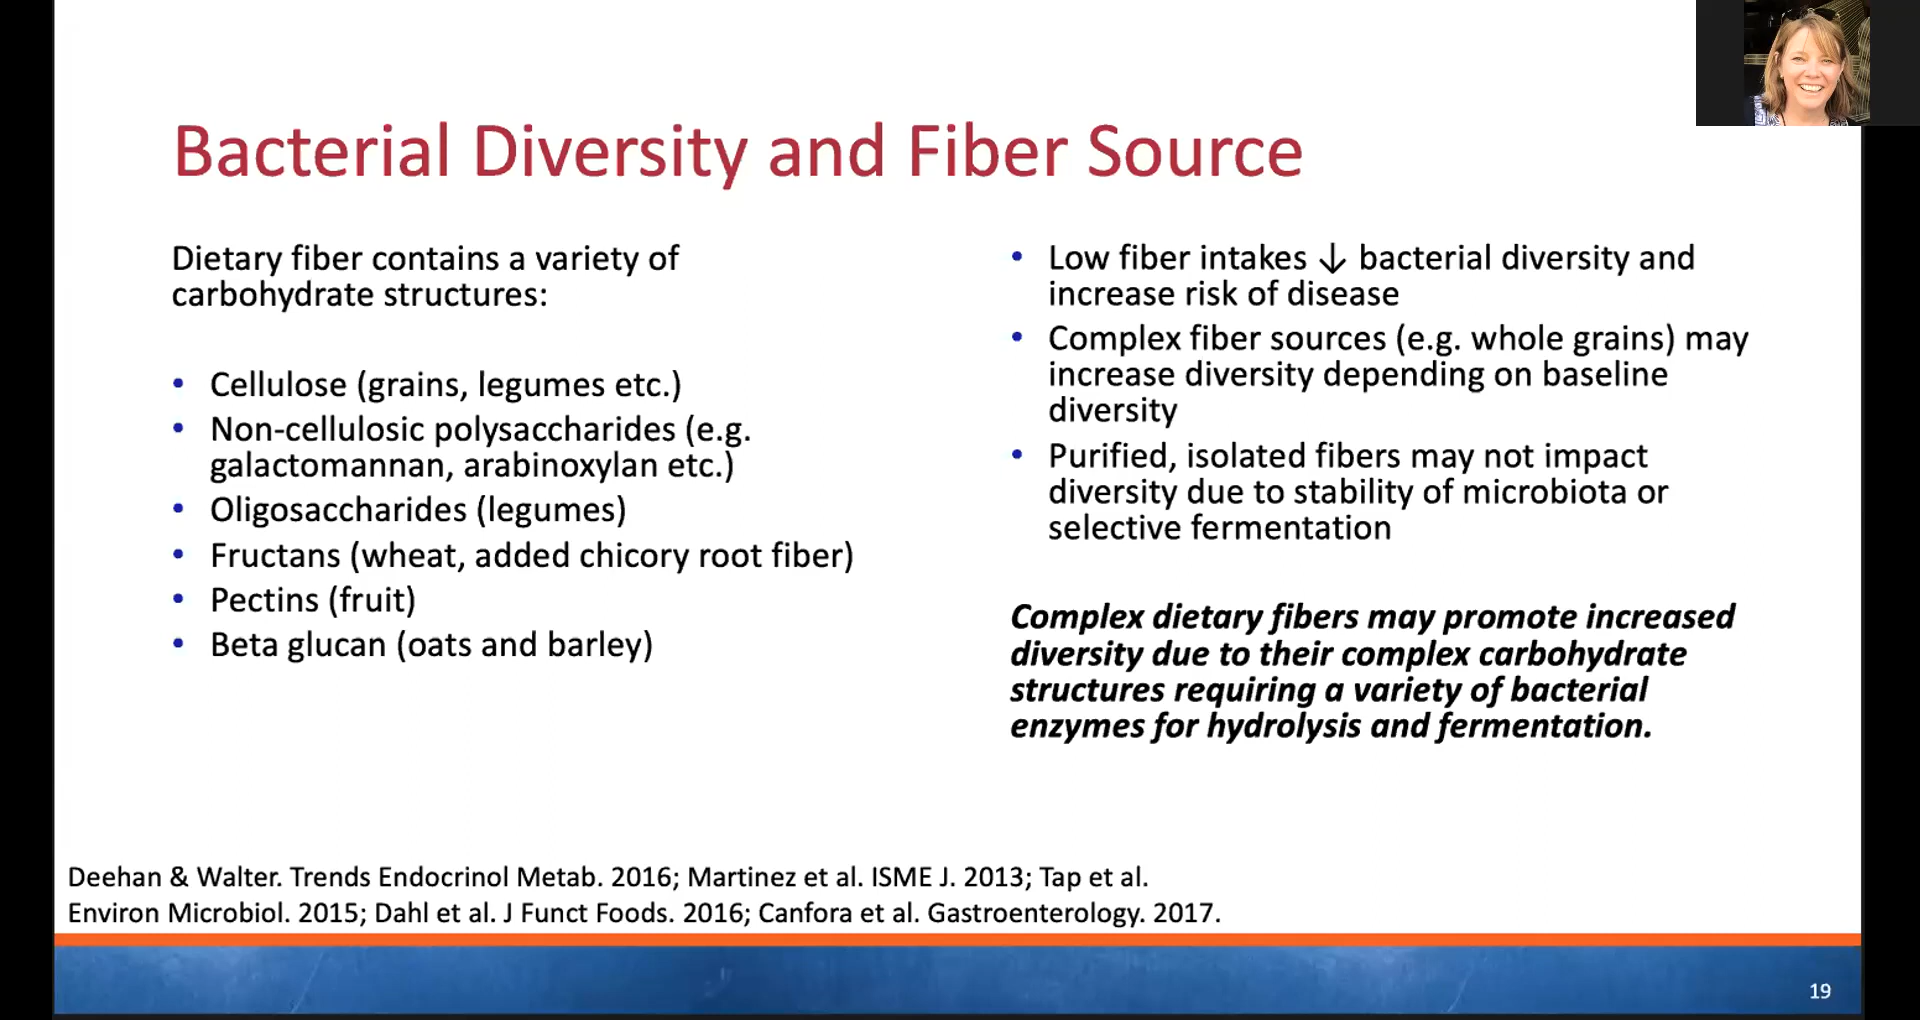 Bacterial Diversity and Fiber Source
Dietary fiber contains a variety of
carbohydrate structures:
• Cellulose (grains, legumes etc.)
• Non-cellulosic polysaccharides (e.g.
galactomannan, arabinoxylan etc.)
• Oligosaccharides (legumes)
• Fructans (wheat, added chicory root fiber)
• Pectins (fruit)
• Beta glucan (oats and barley)
• Low fiber intakes ↓ bacterial diversity and
increase risk of disease
• Complex fiber sources (e.g. whole grains) may
increase diversity depending on baseline
diversity
• Purified, isolated fibers may not impact
diversity due to stability of microbiota or
selective fermentation
Complex dietary fibers may promote increased
diversity due to their complex carbohydrate
structures requiring a variety of bacterial
enzymes for hydrolysis and fermentation.
Deehan & Walter. Trends Endocrinol Metab. 2016; Martinez et al. ISME J. 2013; Tap et al.
Environ Microbiol. 2015; Dahl et al. J Funct Foods. 2016; Canfora et al. Gastroenterology. 2017.
19